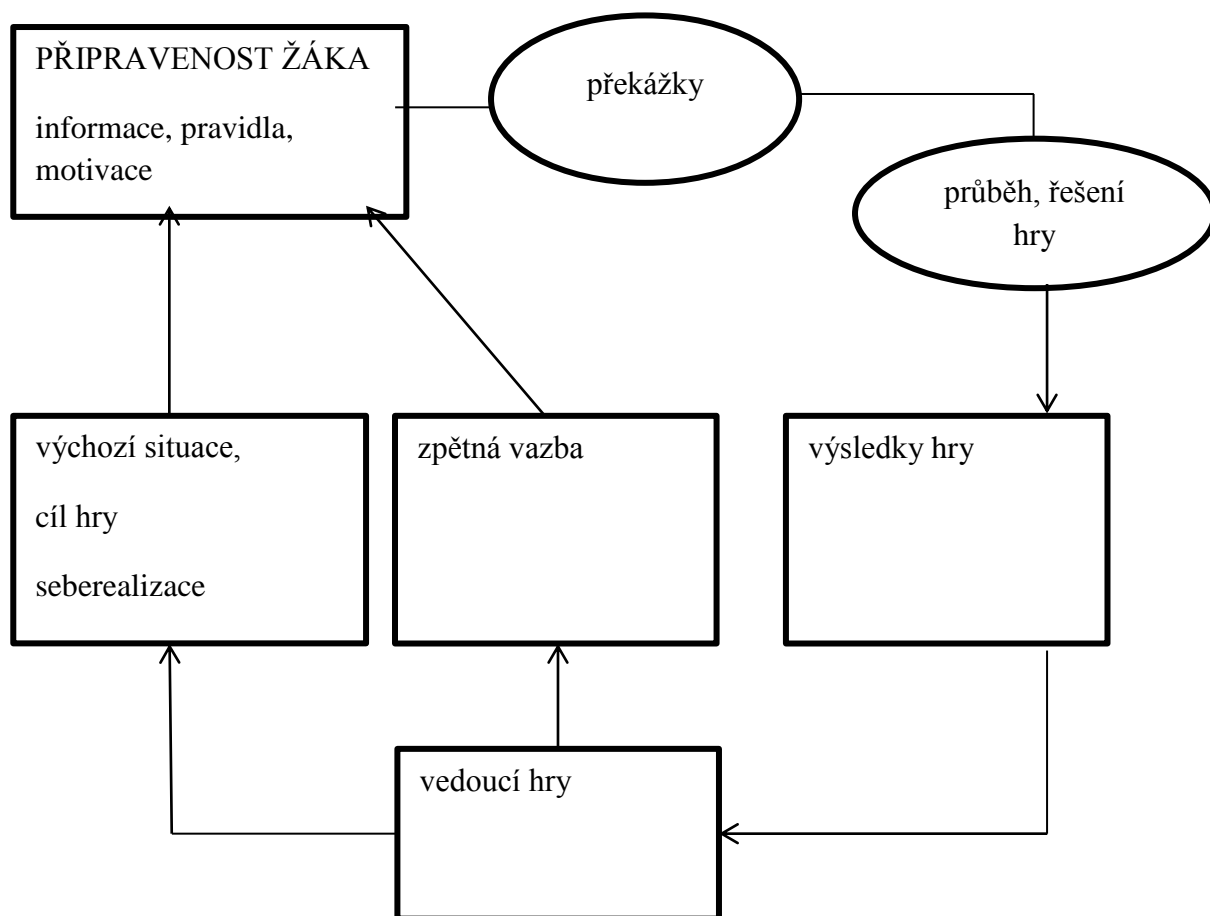 PŘIPRAVENOST ŽÁKA
informace, pravidla,
motivace
překážky
průběh, řešení
hry
výchozí situace,
cíl hry
seberealizace
zpětná vazba
výsledky hry
vedoucí hry